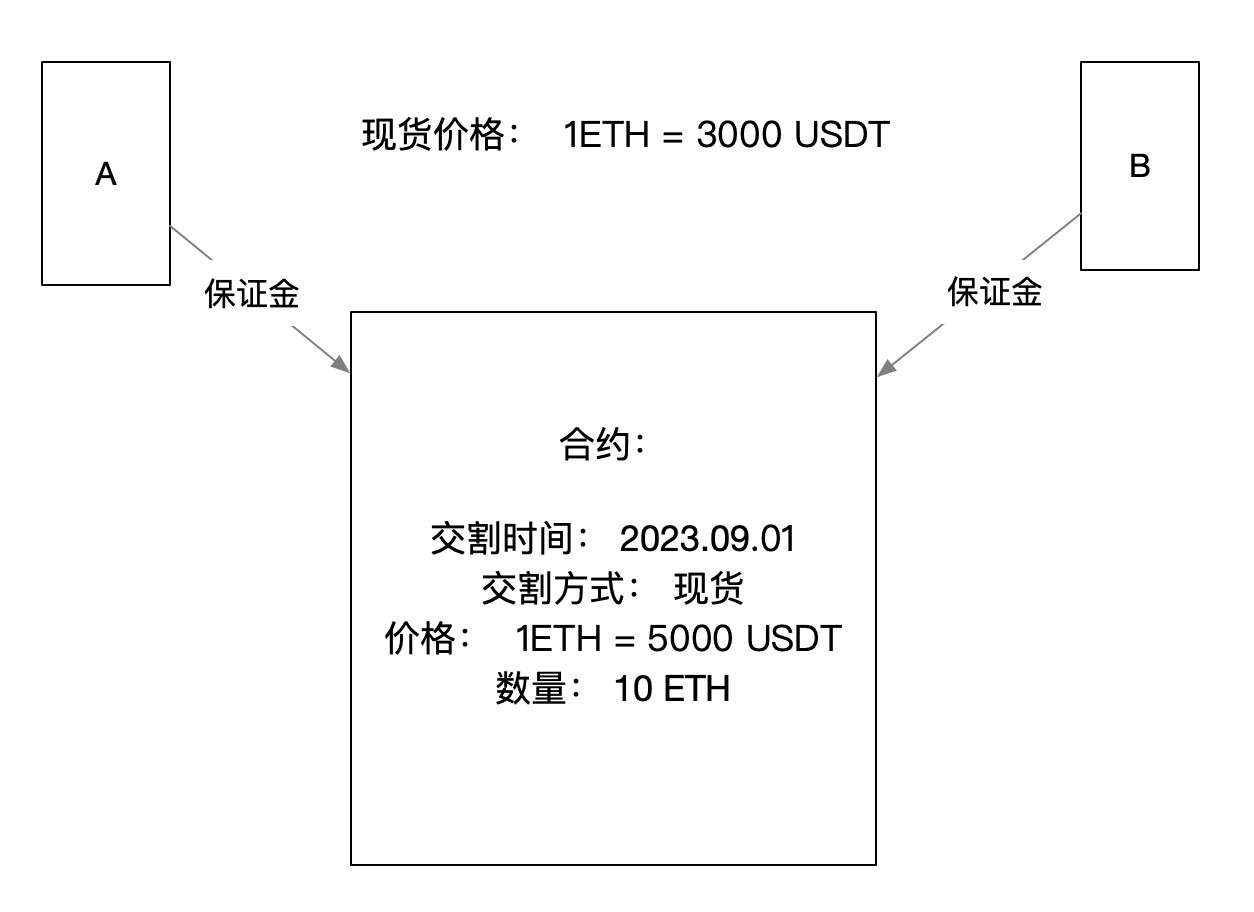 A
现货价格： 1ETH = 3000 USDT
B
保证金
保证金
合约：
交割时间： 2023.09.01
交割方式： 现货
价格： 1ETH = 5000 USDT
数量： 10 ETH